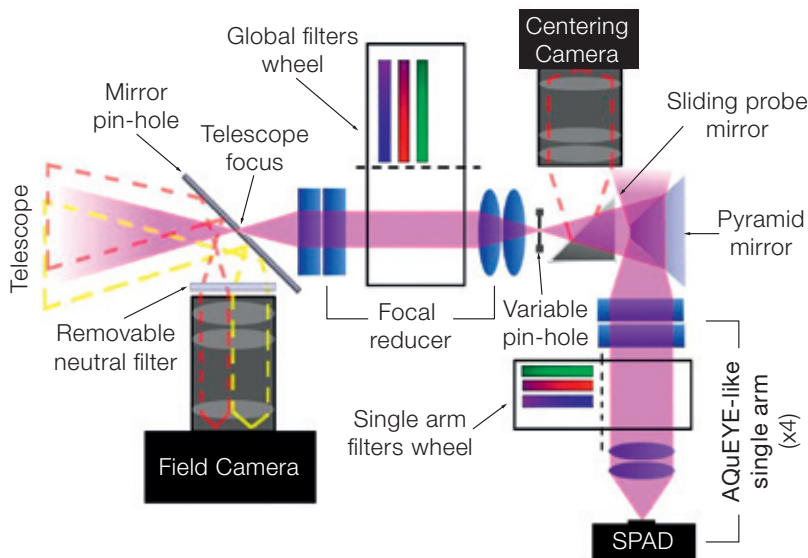 Global filters
wheel
Centering
Camera
Mirror
pin-hole
Telescope
focus
Sliding probe
mirror
Telescope
Pyramid
mirror
Removable
neutral filter
Focal
reducer
Variable
pin-hole
Single arm
filters wheel
AQuEYE-like
single arm
(x4)
Field Camera
SPAD